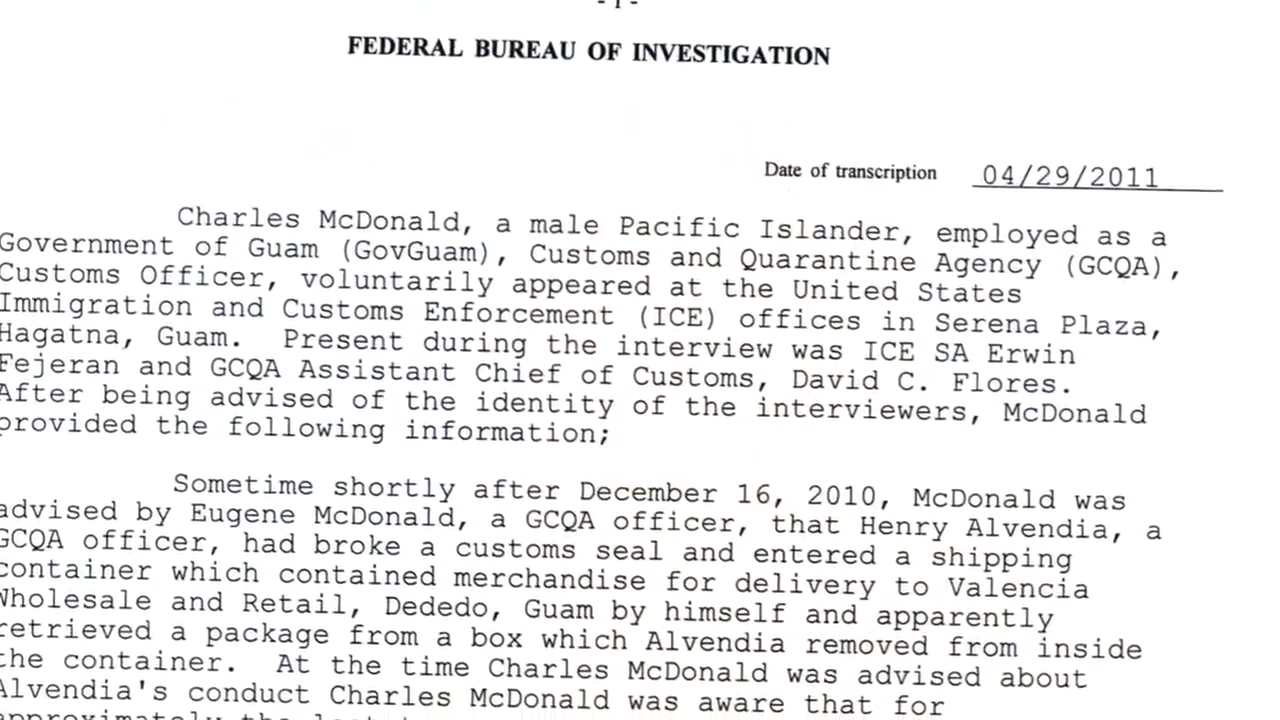 - 1 -
FEDERAL BUREAU OF INVESTIGATION
Date of transcription 04/29/2011
Charles McDonald, a male Pacific Islander, employed as a
Government of Guam (GovGuam), Customs and Quarantine Agency (GCQA),
Customs Officer, voluntarily appeared at the United States
Immigration and Customs Enforcement (ICE) offices in Serena Plaza,
Hagatna, Guam. Present during the interview was ICE SA Erwin
Fejeran and GCQA Assistant Chief of Customs, David C. Flores.
After being advised of the identity of the interviewers, McDonald
provided the following information;
Sometime shortly after December 16, 2010, McDonald was
advised by Eugene McDonald, a GCQA officer, that Henry Alvendia, a
GCQA officer, had broke a customs seal and entered a shipping
container which contained merchandise for delivery to Valencia
Wholesale and Retail, Dededo, Guam by himself and apparently
retrieved a package from a box which Alvendia removed from inside
the container. At the time Charles McDonald was advised about
Alvendia's conduct Charles McDonald was aware that for
approximately the last